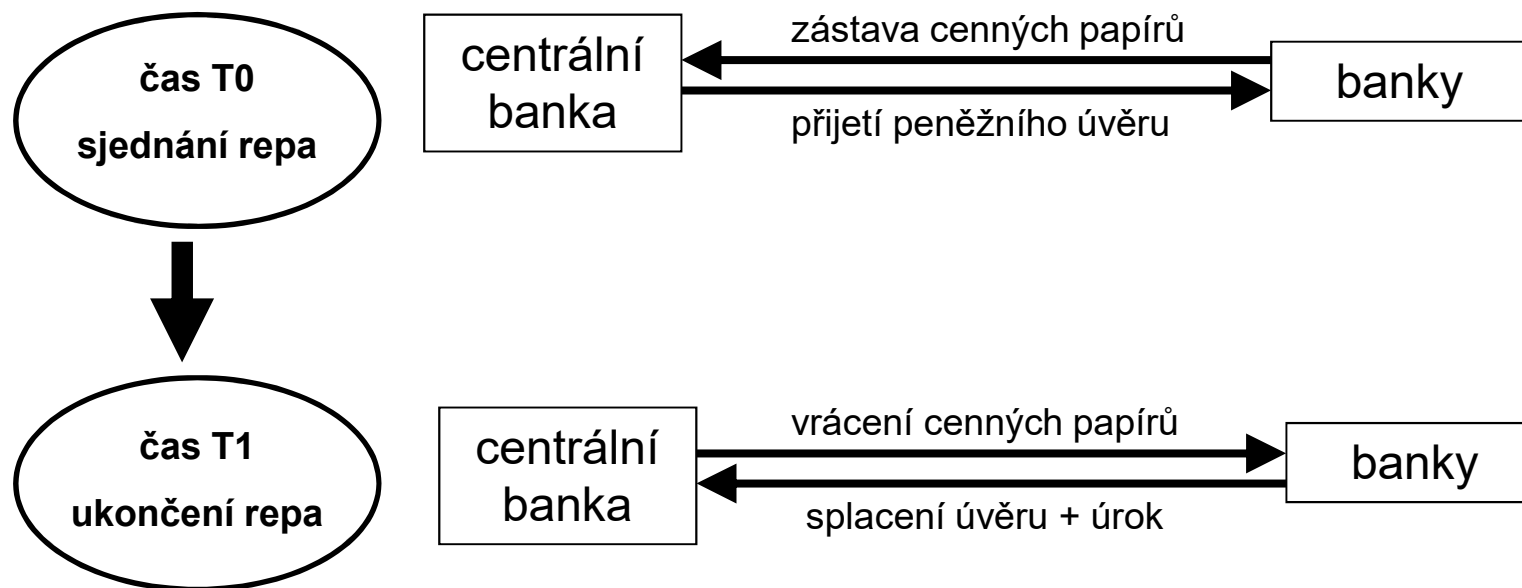 čas T0
sjednání repa
centrální
banka
zástava cenných papírů
přijetí peněžního úvěru
banky
čas T1
ukončení repa
centrální
banka
vrácení cenných papírů
splacení úvěru + úrok
banky